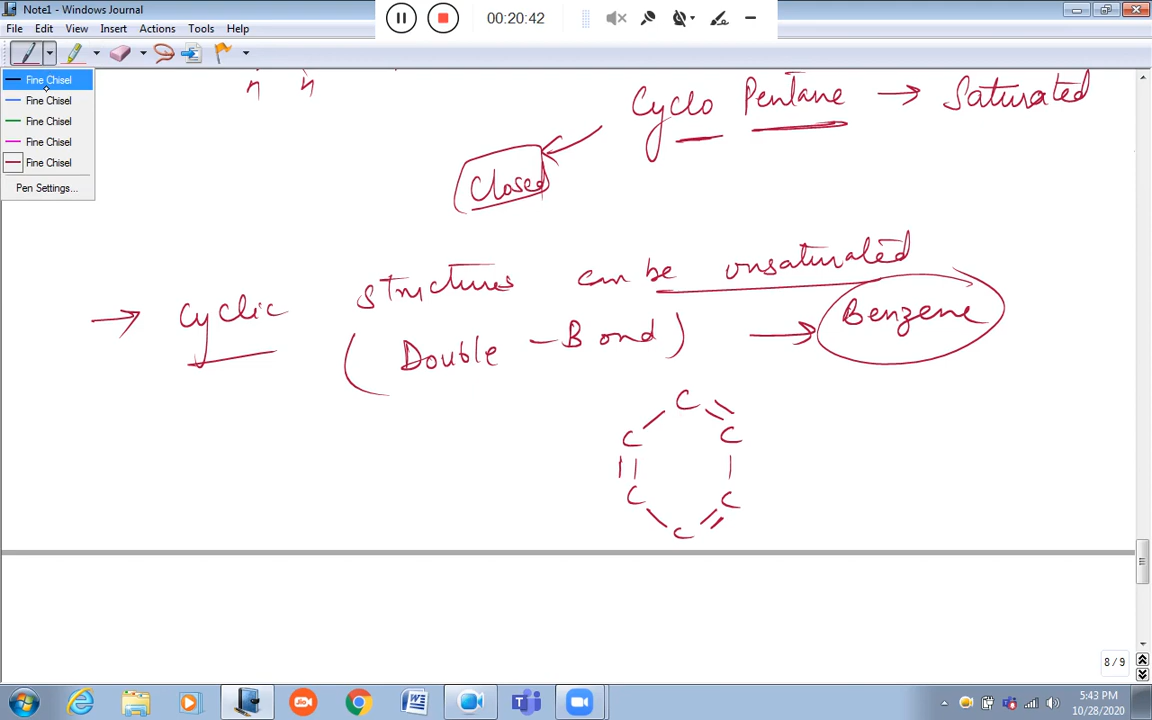 Note1 - Windows Journal
00:20:42
File Edit View Insert Actions Tools Help
Fine Chisel
Fine Chisel
Fine Chisel
Fine Chisel
Fine Chisel
Pen Settings...
n n
Cyclo Pentane → Saturated
Closed
→ Cyclic structures can be unsaturated
(Double - Bond) → Benzene
C
C C
C C
C
8 / 9
5:43 PM
10/28/2020